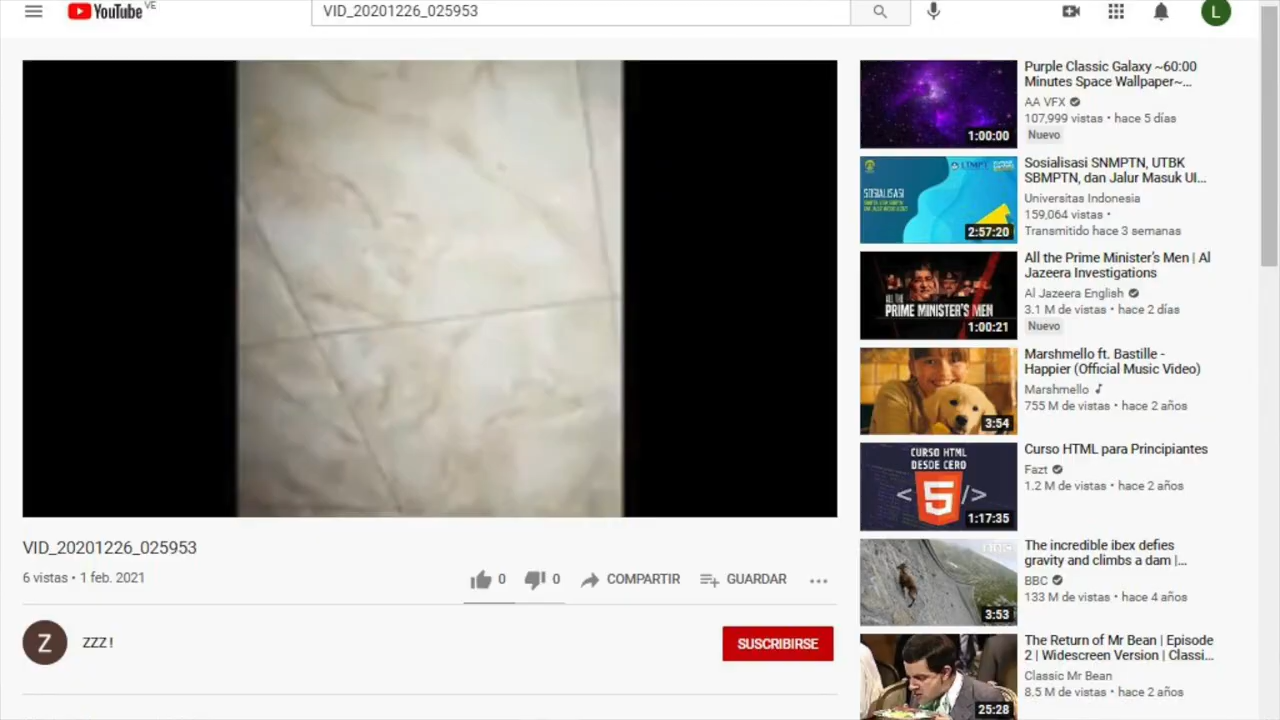 YouTube VE
VID_20201226_025953
L
VID_20201226_025953
6 vistas • 1 feb. 2021
0
0
COMPARTIR
GUARDAR
Z
ZZZ !
SUSCRIBIRSE
1:00:00
Purple Classic Galaxy ~60:00
Minutes Space Wallpaper~...
AA VFX
107,999 vistas • hace 5 días
Nuevo
SOSIALISASI
2:57:20
Sosialisasi SNMPTN, UTBK
SBMPTN, dan Jalur Masuk UI...
Universitas Indonesia
159,064 vistas •
Transmitido hace 3 semanas
ALL THE
PRIME MINISTER'S MEN
1:00:21
All the Prime Minister's Men | Al
Jazeera Investigations
Al Jazeera English
3.1 M de vistas • hace 2 días
Nuevo
3:54
Marshmello ft. Bastille -
Happier (Official Music Video)
Marshmello
755 M de vistas • hace 2 años
CURSO HTML
DESDE CERO
5
1:17:35
Curso HTML para Principiantes
Fazt
1.2 M de vistas • hace 2 años
3:53
The incredible ibex defies
gravity and climbs a dam |...
BBC
133 M de vistas • hace 4 años
25:28
The Return of Mr Bean | Episode
2 | Widescreen Version | Classi...
Classic Mr Bean
8.5 M de vistas • hace 2 años